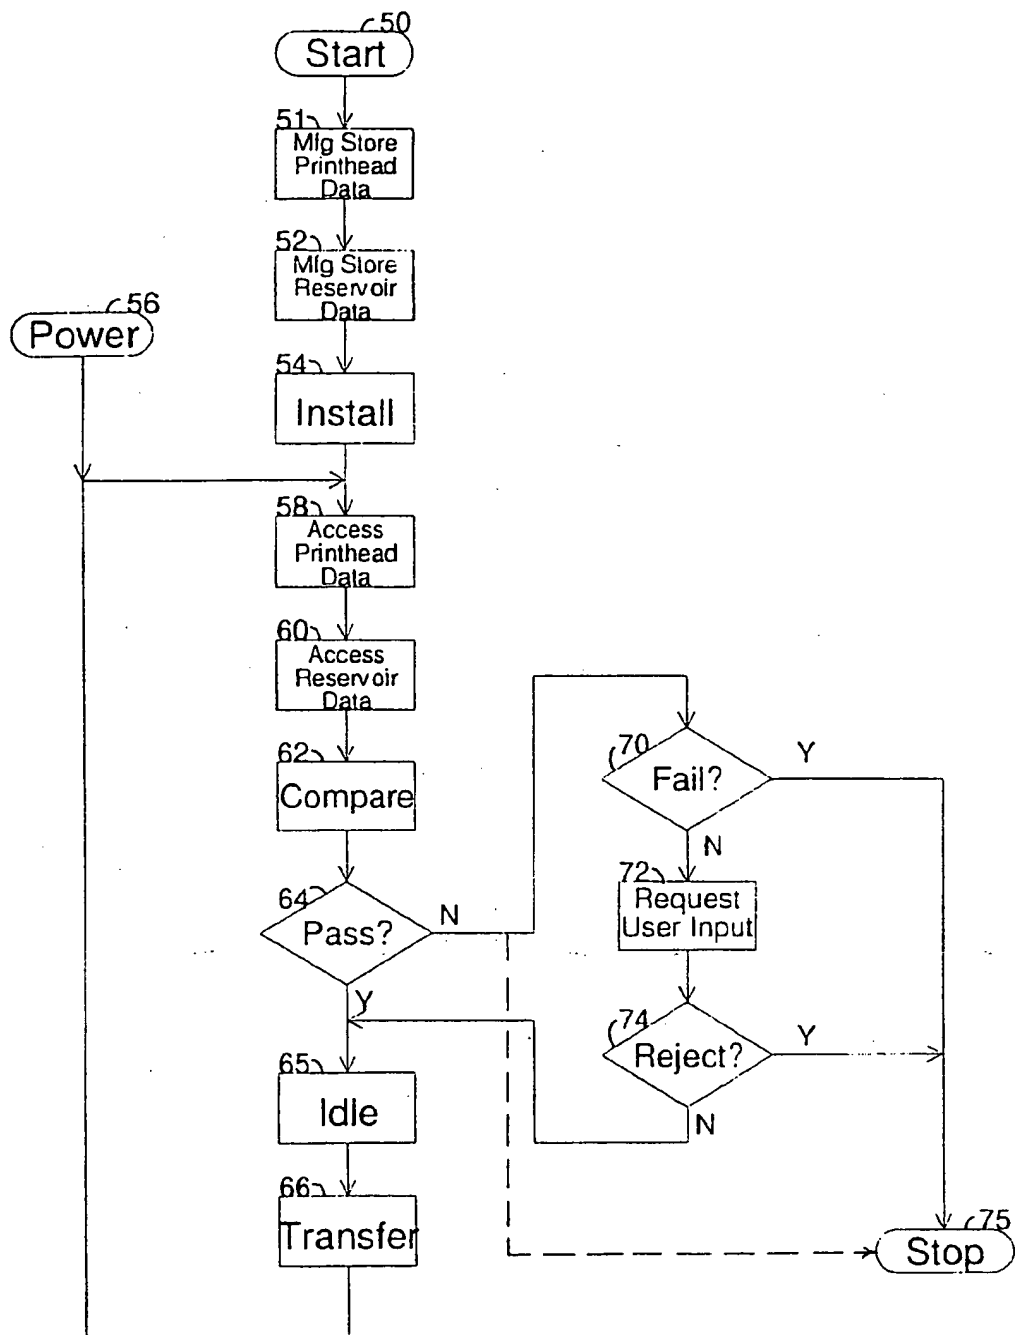 50
Start
51
Mfg Store
Printhead
Data
52
Mfg Store
Reservoir
Data
56
Power
54
Install
58
Access
Printhead
Data
60
Access
Reservoir
Data
62
Compare
64
Pass?
N
Y
70
Fail?
Y
N
72
Request
User Input
74
Reject?
Y
N
65
Idle
66
Transfer
75
Stop